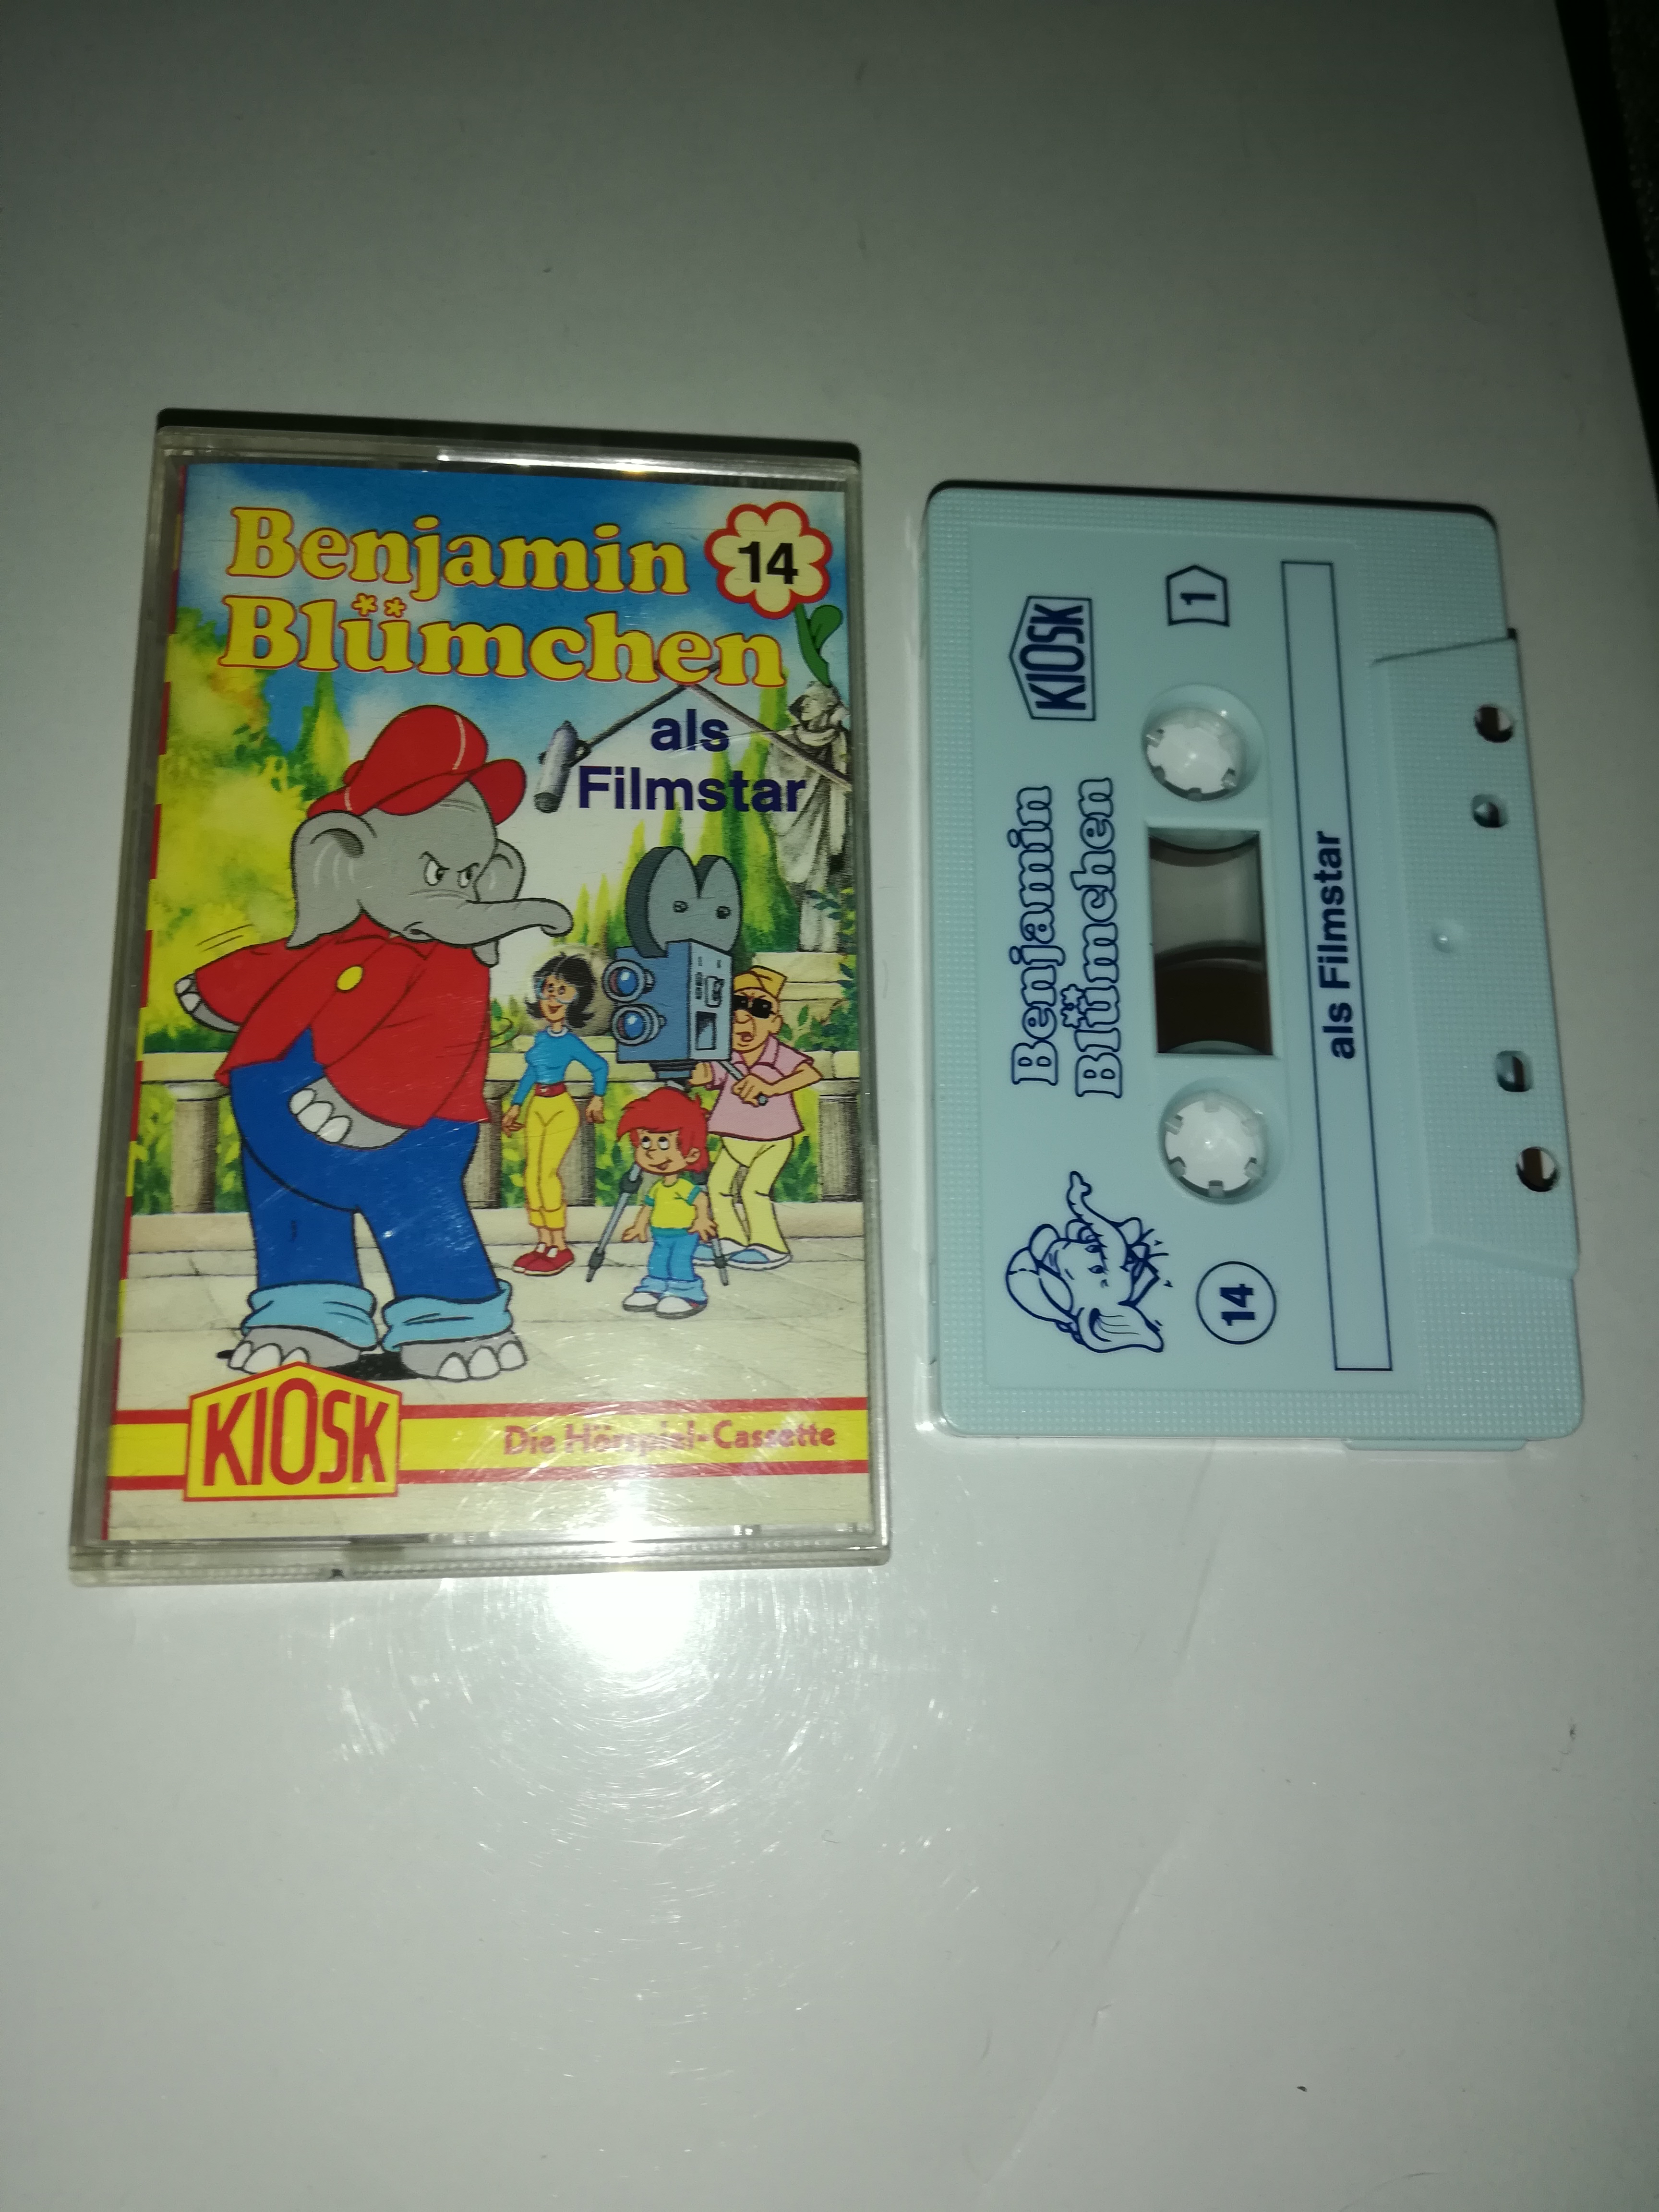 Benjamin
Blümchen
14
als
Filmstar
KIOSK
Die Hörspiel-Cassette
KIOSK
1
Benjamin
Blümchen
14
als Filmstar